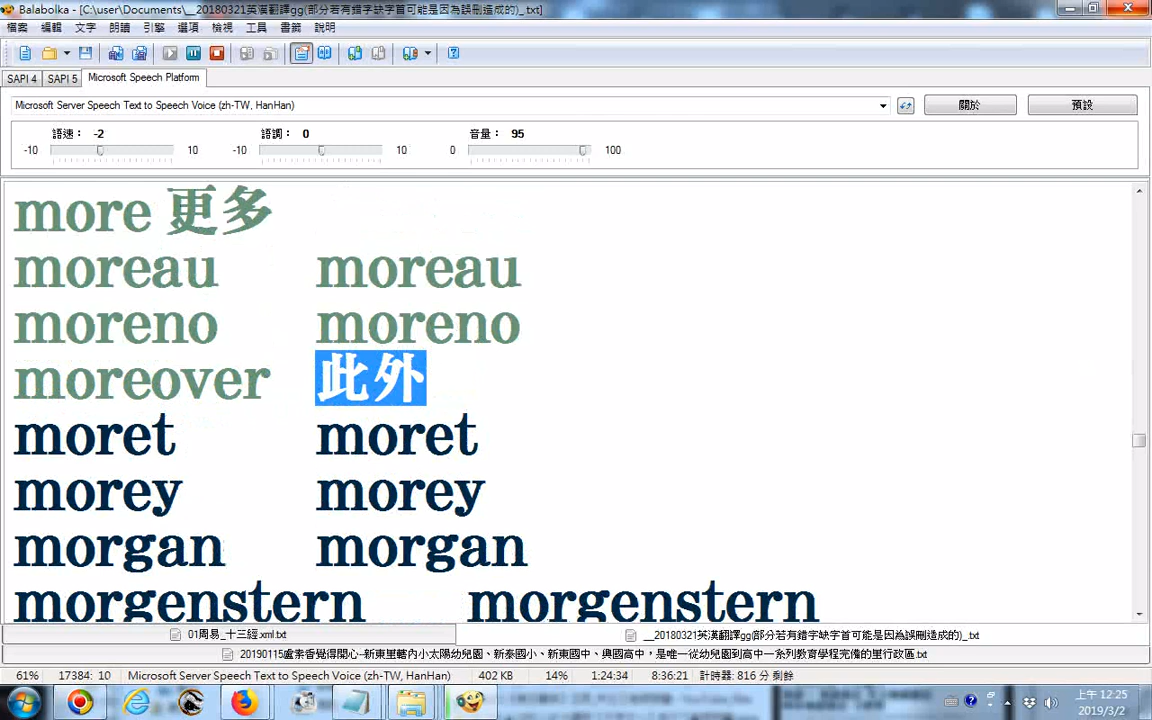 Balabolka - [C:\user\Documents\__20180321英漢翻譯gg(部分若有錯字缺字首可能是因為誤刪造成的)_.txt]
檔案 編輯 文字 朗讀 引擎 選項 檢視 工具 書籤 說明
SAPI 4 SAPI 5 Microsoft Speech Platform
Microsoft Server Speech Text to Speech Voice (zh-TW, HanHan) 關於 預設
語速： -2 語調： 0 音量： 95
-10 10 -10 10 0 100
more 更多
moreau moreau
moreno moreno
moreover 此外
moret moret
morey morey
morgan morgan
morgenstern morgenstern
01周易_十三經.xml.txt __20180321英漢翻譯gg(部分若有錯字缺字首可能是因為誤刪造成的)_.txt
20190115盧素香覺得開心--新東里轄內小太陽幼兒園、新泰國小、新東國中、興國高中，是唯一從幼兒園到高中一系列教育學程完備的里行政區.txt
61% 17384: 10 Microsoft Server Speech Text to Speech Voice (zh-TW, HanHan) 402 KB 14% 1:24:34 8:36:21 計時器: 816 分 剩餘
上午 12:25
2019/3/2